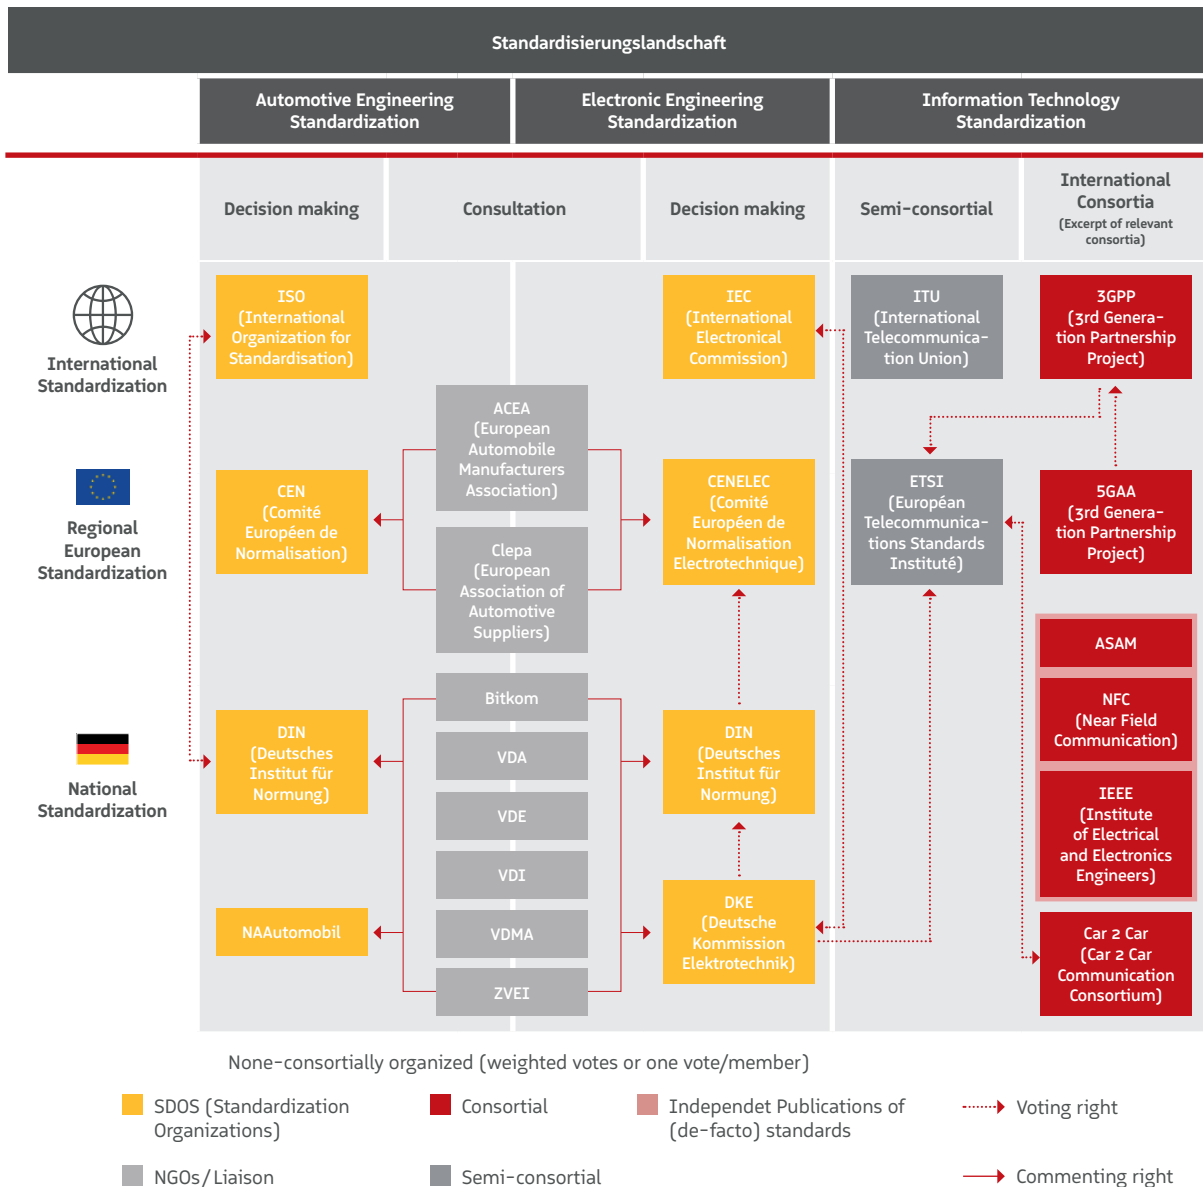 Standardisierungslandschaft
Automotive Engineering
Standardization
Electronic Engineering
Standardization
Information Technology
Standardization
Decision making
Consultation
Decision making
Semi-consortial
International
Consortia
(Excerpt of relevant
consortia)
International
Standardization
ISO
(International
Organization for
Standardisation)
IEC
(International
Electronical
Commission)
ITU
(International
Telecommunica-
tion Union)
3GPP
(3rd Genera-
tion Partnership
Project)
ACEA
(European
Automobile
Manufacturers
Association)
Regional
European
Standardization
CEN
(Comité
Européen de
Normalisation)
Clepa
(European
Association of
Automotive
Suppliers)
CENELEC
(Comité
Européen de
Normalisation
Electrotechnique)
ETSI
(Européan
Telecommunica-
tions Standards
Instituté)
5GAA
(3rd Genera-
tion Partnership
Project)
ASAM
NFC
(Near Field
Communication)
IEEE
(Institute
of Electrical
and Electronics
Engineers)
National
Standardization
DIN
(Deutsches
Institut für
Normung)
Bitkom
VDA
VDE
VDI
VDMA
ZVEI
DIN
(Deutsches
Institut für
Normung)
NAAutomobil
DKE
(Deutsche
Kommission
Elektrotechnik)
Car 2 Car
(Car 2 Car
Communication
Consortium)
None-consortially organized (weighted votes or one vote/member)
SDOS (Standardization
Organizations)
Consortial
Independet Publications of
(de-facto) standards
Voting right
NGOs/Liaison
Semi-consortial
Commenting right